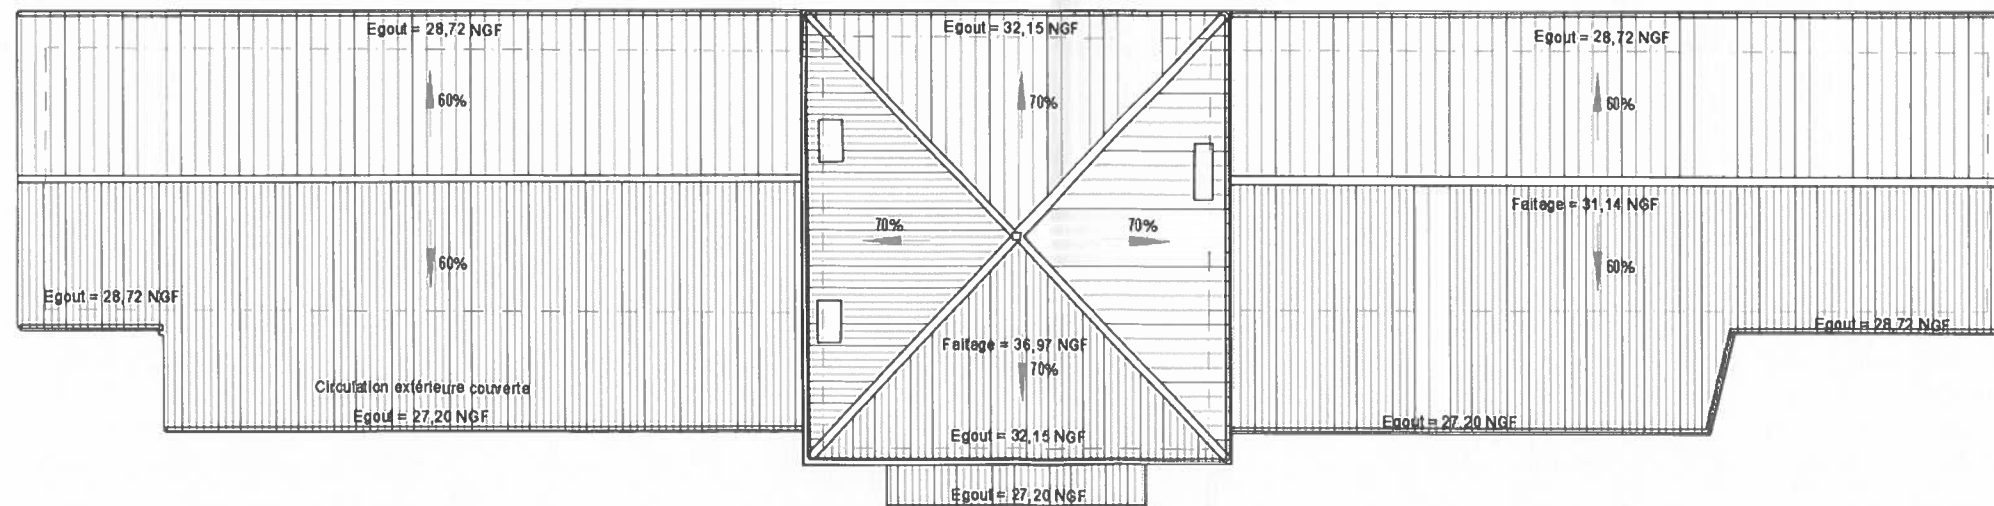 Egout = 28,72 NGF
Egout = 32,15 NGF
Egout = 28,72 NGF
60%
70%
60%
Faitage = 31,14 NGF
70%
70%
60%
60%
Egout = 28,72 NGF
Egout = 28,72 NGF
Faitage = 36,97 NGF
70%
Circulation extérieure couverte
Egout = 27,20 NGF
Egout = 27,20 NGF
Egout = 32,15 NGF
Egout = 27,20 NGF